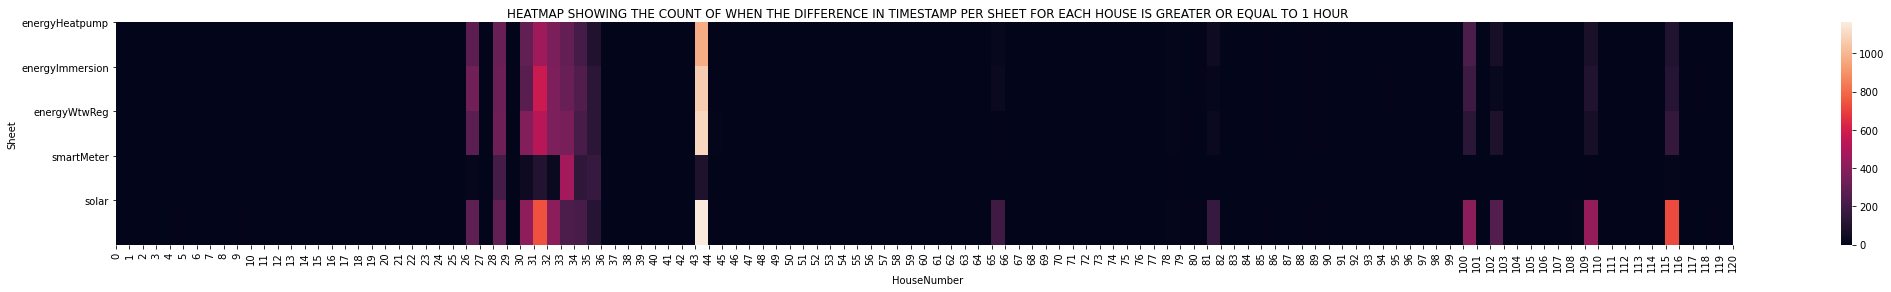 HEATMAP SHOWING THE COUNT OF WHEN THE DIFFERENCE IN TIMESTAMP PER SHEET FOR EACH HOUSE IS GREATER OR EQUAL TO 1 HOUR
energyHeatpump
energyImmersion
energyWtwReg
smartMeter
solar
Sheet
0 1 2 3 4 5 6 7 8 9 10 11 12 13 14 15 16 17 18 19 20 21 22 23 24 25 26 27 28 29 30 31 32 33 34 35 36 37 38 39 40 41 42 43 44 45 46 47 48 49 50 51 52 53 54 55 56 57 58 59 60 61 62 63 64 65 66 67 68 69 70 71 72 73 74 75 76 77 78 79 80 81 82 83 84 85 86 87 88 89 90 91 92 93 94 95 96 97 98 99 100 101 102 103 104 105 106 107 108 109 110 111 112 113 114 115 116 117 118 119 120
HouseNumber
1000
800
600
400
200
0